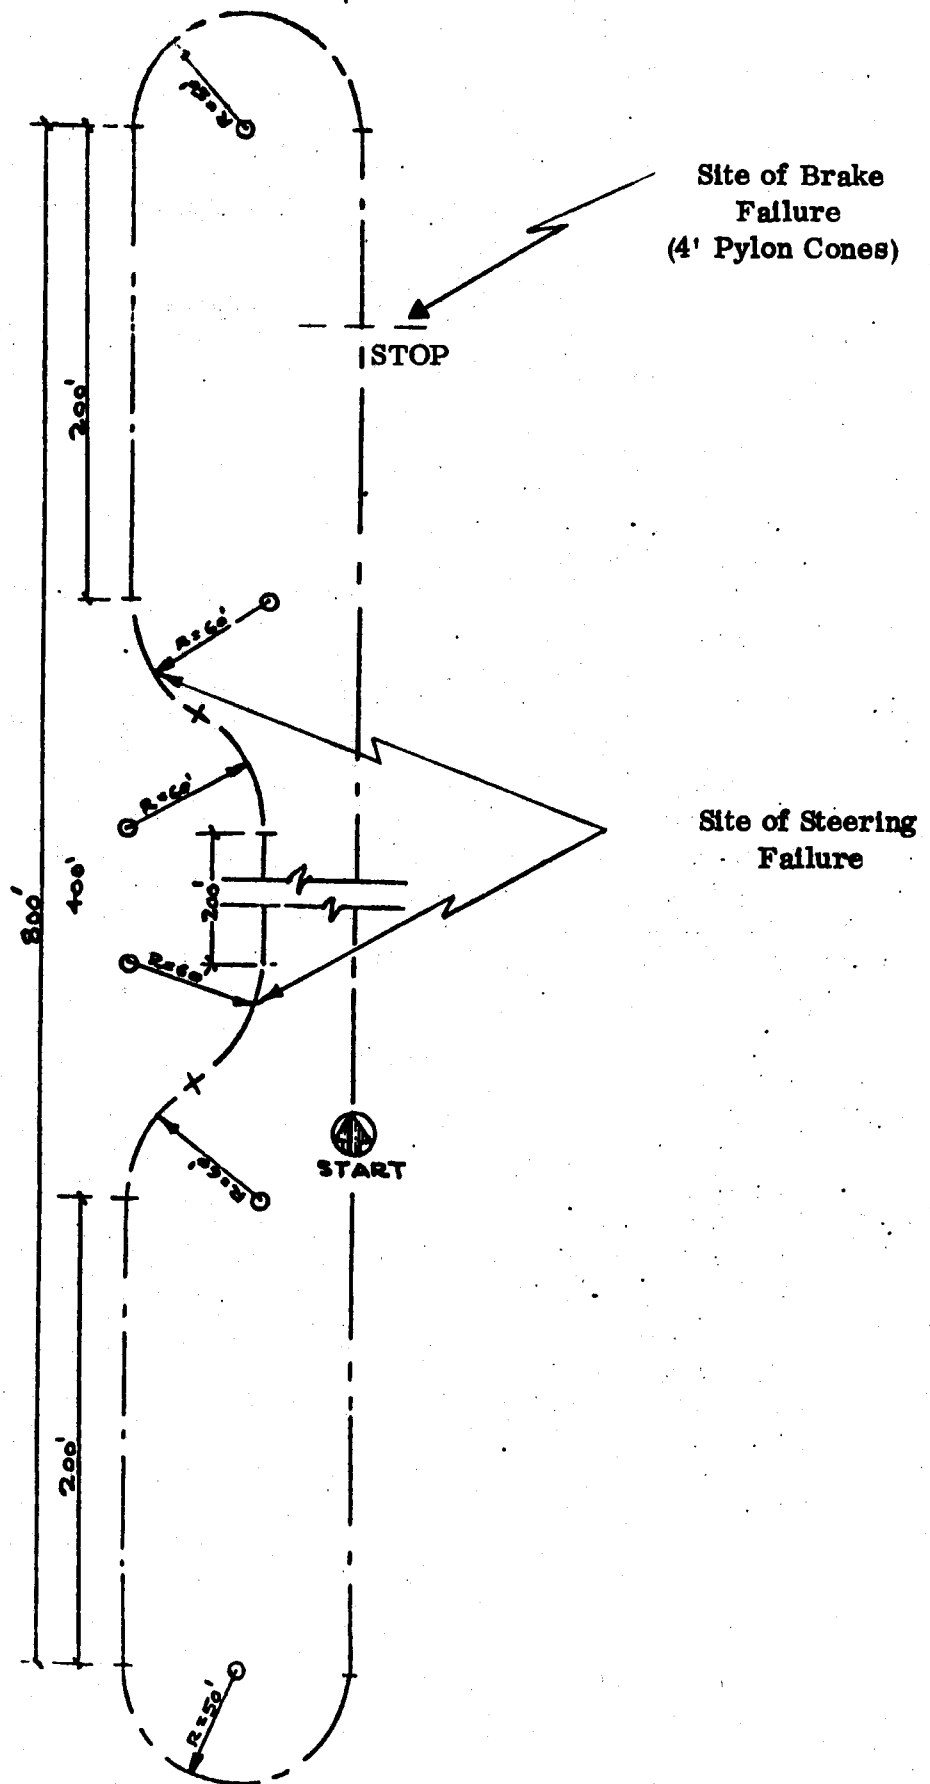 R=50'
Site of Brake
Failure
(4' Pylon Cones)
STOP
200'
R=60'
R=60'
Site of Steering
Failure
800'
400'
200'
R=60'
START
R=60'
200'
R=50'